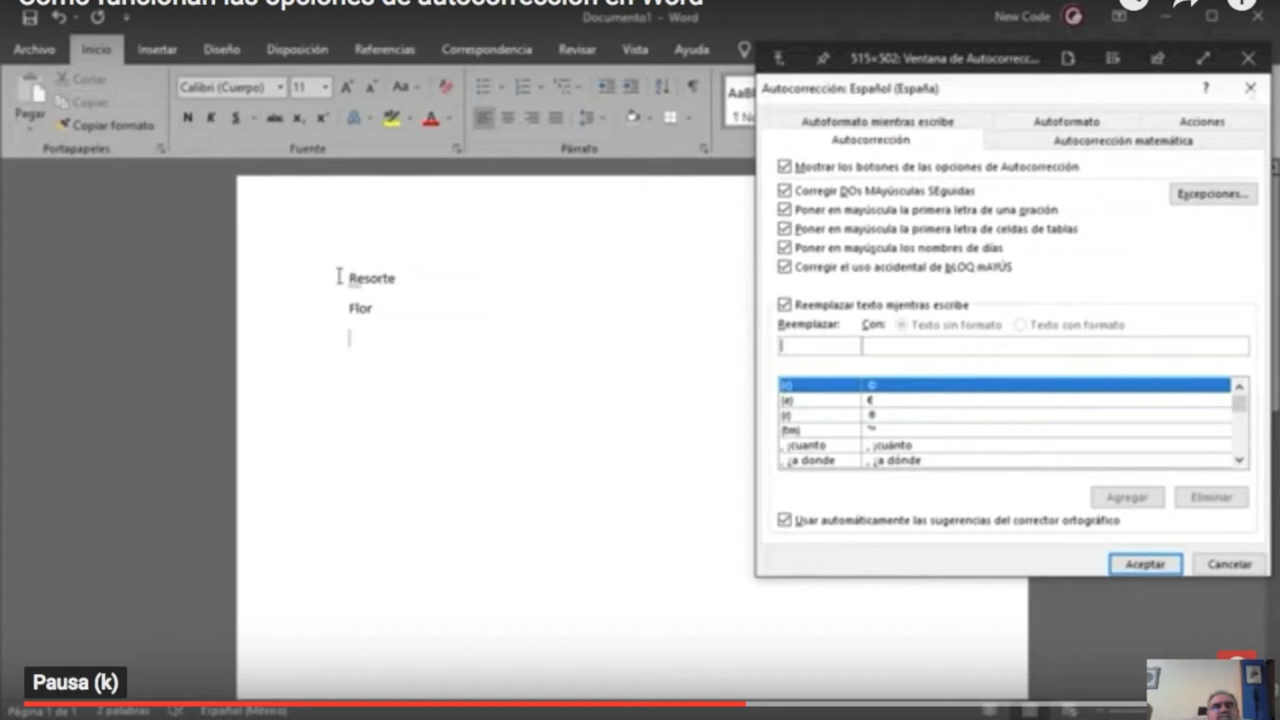 Cómo funcionan las opciones de autocorrección en Word
Documento1 - Word
New Code
Archivo Inicio Insertar Diseño Disposición Referencias Correspondencia Revisar Vista Ayuda
515×502: Ventana de Autocorrecc...
Pegar
Cortar
Copiar
Copiar formato
Calibri (Cuerpo) 11
N K S abc x, x
AaBb
1 No
Portapapeles Fuente Párrafo
Autocorrección: Español (España)
Autoformato mientras escribe Autoformato Acciones
Autocorrección Autocorrección matemática
Mostrar los botones de las opciones de Autocorrección
Corregir DOs MAyúsculas SEguidas
Excepciones...
Poner en mayúscula la primera letra de una oración
Poner en mayúscula la primera letra de celdas de tablas
Poner en mayúscula los nombres de días
Corregir el uso accidental de bLOQ mAYÚS
Reemplazar texto mientras escribe
Reemplazar: Con: Texto sin formato Texto con formato
(c) ©
(e) €
(r) ®
(tm) ™
, ¡cuanto , ¡cuánto
, ¿a donde , ¿a dónde
Agregar Eliminar
Usar automáticamente las sugerencias del corrector ortográfico
Aceptar Cancelar
Resorte
Flor
Pausa (k)
Página 1 de 1 2 palabras Español (México)